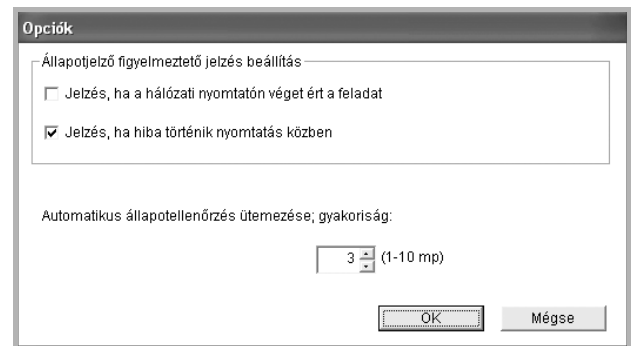 Opciók
Állapotjelző figyelmeztető jelzés beállítás
Jelzés, ha a hálózati nyomtatón véget ért a feladat
Jelzés, ha hiba történik nyomtatás közben
Automatikus állapotellenőrzés ütemezése; gyakoriság:
3 (1-10 mp)
OK Mégse